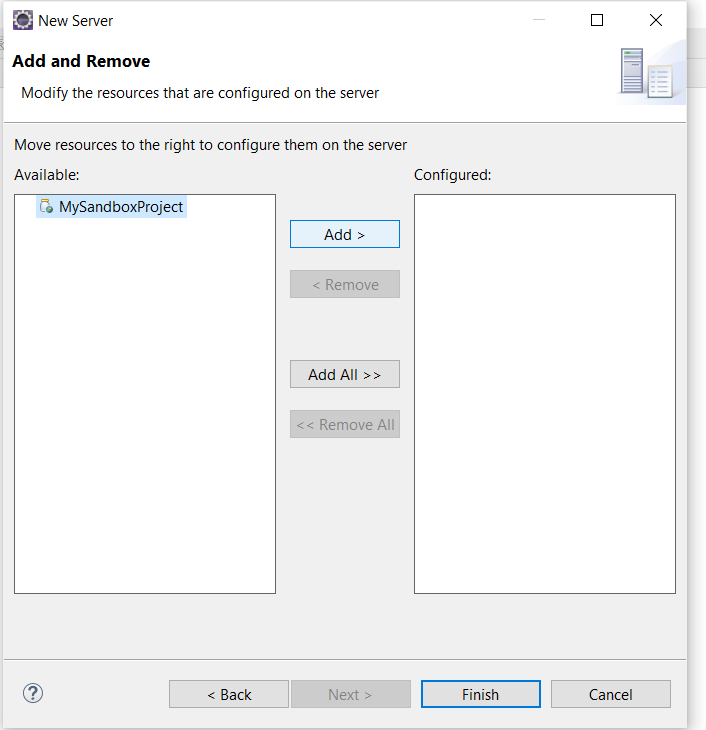 New Server
Add and Remove
Modify the resources that are configured on the server
Move resources to the right to configure them on the server
Available:
Configured:
MySandboxProject
Add >
< Remove
Add All >>
<< Remove All
?
< Back
Next >
Finish
Cancel